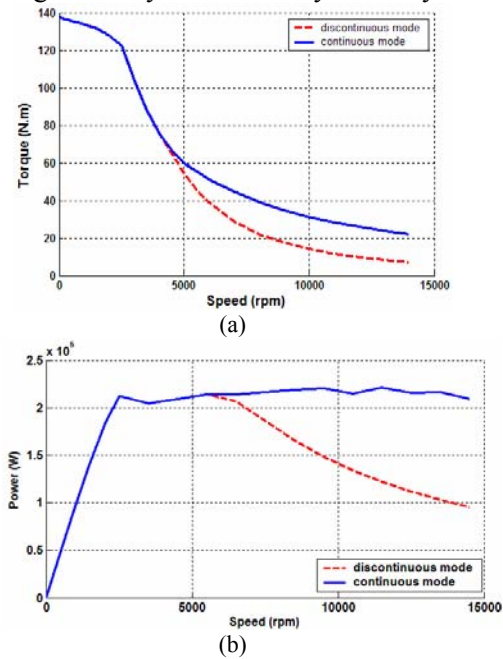 140
120
100
80
60
40
20
0
Torque (N.m)
discontinuous mode
continuous mode
0 5000 10000 15000
Speed (rpm)
(a)
x 10
2.5
2
1.5
1
0.5
0
Power (W)
discontinuous mode
continuous mode
0 5000 10000 15000
Speed (rpm)
(b)